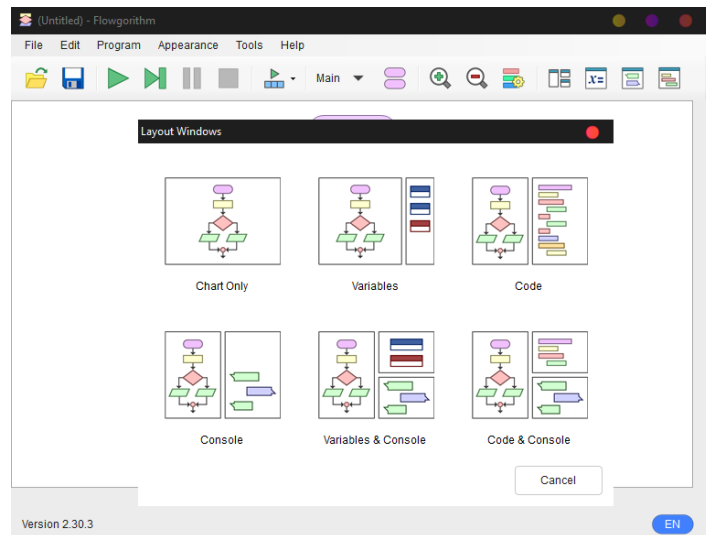 (Untitled) - Flowgorithm
File Edit Program Appearance Tools Help
Main
x=
Layout Windows
Chart Only Variables Code
Console Variables & Console Code & Console
Cancel
Version 2.30.3 EN